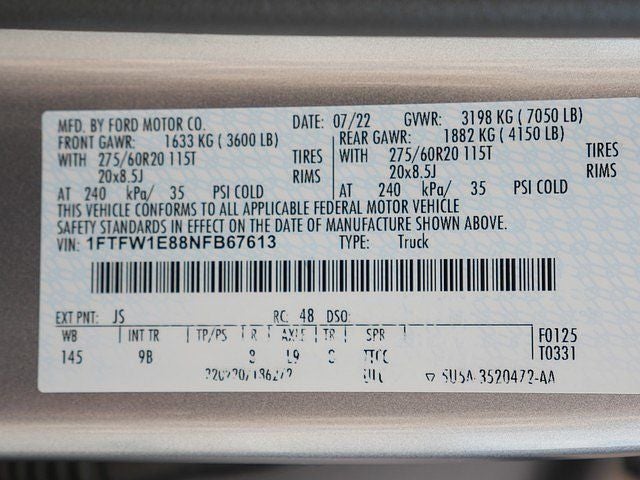 MFD. BY FORD MOTOR CO. DATE: 07/22 GVWR: 3198 KG ( 7050 LB)
FRONT GAWR: 1633 KG ( 3600 LB) REAR GAWR: 1882 KG ( 4150 LB)
WITH 275/60R20 115T TIRES WITH 275/60R20 115T TIRES
20x8.5J RIMS 20x8.5J RIMS
AT 240 kPa/ 35 PSI COLD AT 240 kPa/ 35 PSI COLD
THIS VEHICLE CONFORMS TO ALL APPLICABLE FEDERAL MOTOR VEHICLE
SAFETY STANDARDS IN EFFECT ON THE DATE OF MANUFACTURE SHOWN ABOVE.
VIN: 1FTFW1E88NFB67613 TYPE: Truck
EXT PNT: JS RC: 48 DSO:
WB INT TR TP/PS R AXLE TR SPR F0125
145 9B L9 T0331
5U5A-3520472-AA